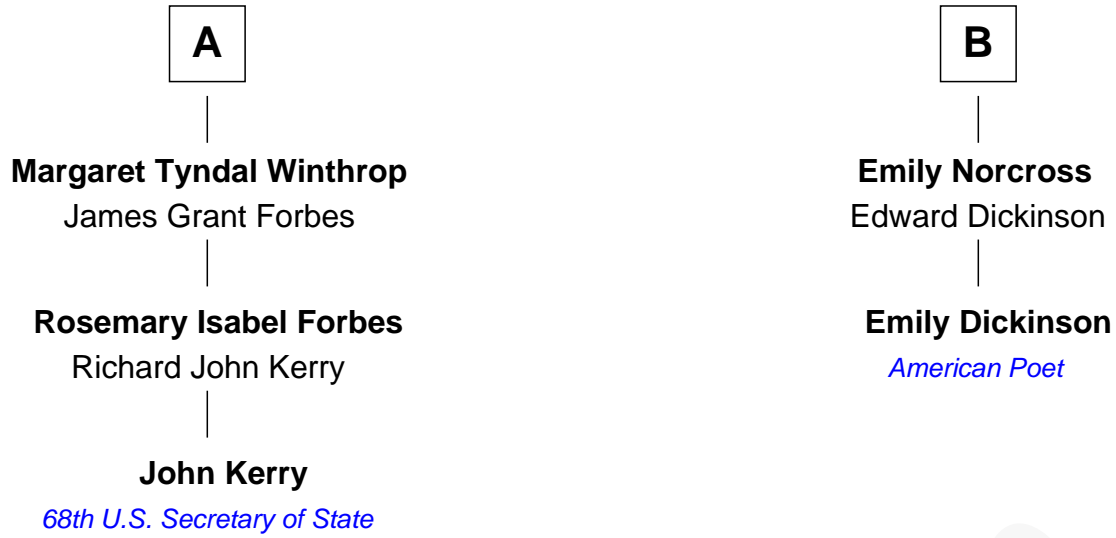 A
Margaret Tyndal Winthrop
James Grant Forbes
Rosemary Isabel Forbes
Richard John Kerry
John Kerry
68th U.S. Secretary of State
B
Emily Norcross
Edward Dickinson
Emily Dickinson
American Poet